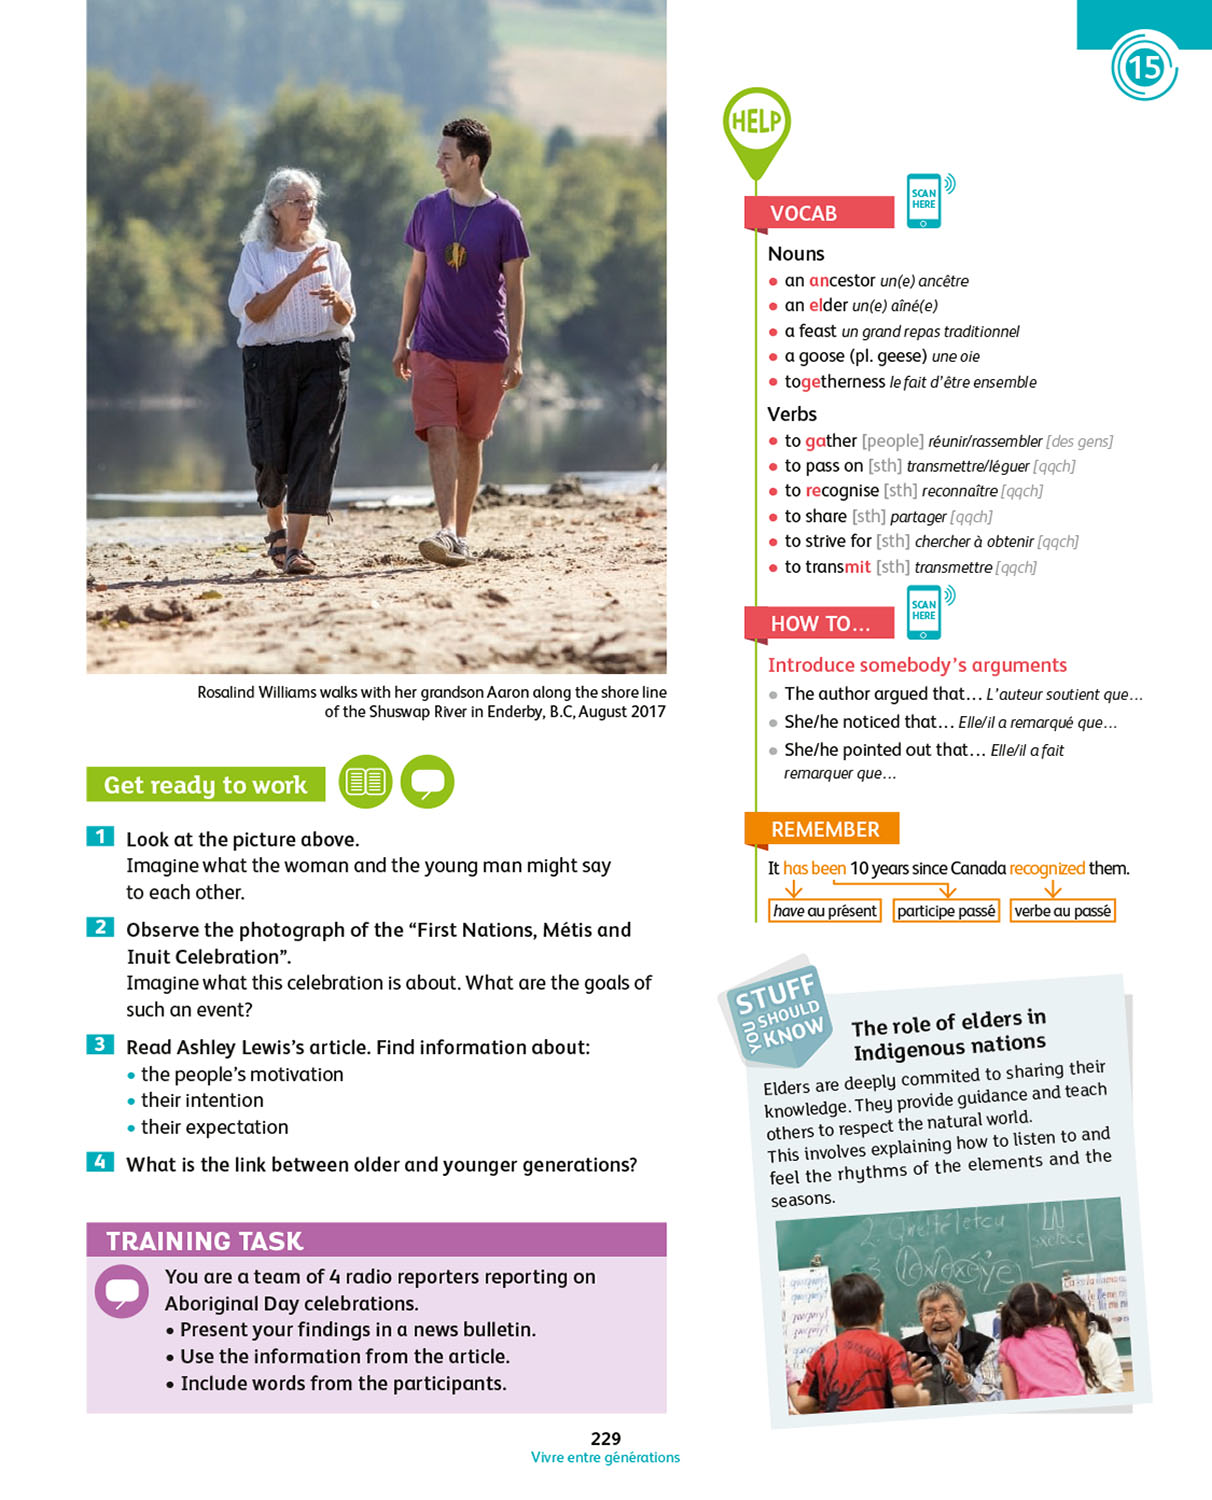 15
Rosalind Williams walks with her grandson Aaron along the shore line
of the Shuswap River in Enderby, B.C, August 2017
Get ready to work
1 Look at the picture above.
Imagine what the woman and the young man might say
to each other.
2 Observe the photograph of the “First Nations, Métis and
Inuit Celebration”.
Imagine what this celebration is about. What are the goals of
such an event?
3 Read Ashley Lewis’s article. Find information about:
• the people’s motivation
• their intention
• their expectation
4 What is the link between older and younger generations?
TRAINING TASK
You are a team of 4 radio reporters reporting on
Aboriginal Day celebrations.
• Present your findings in a news bulletin.
• Use the information from the article.
• Include words from the participants.
HELP
VOCAB
SCAN
HERE
Nouns
• an ancestor un(e) ancêtre
• an elder un(e) aîné(e)
• a feast un grand repas traditionnel
• a goose (pl. geese) une oie
• togetherness le fait d’être ensemble
Verbs
• to gather [people] réunir/rassembler [des gens]
• to pass on [sth] transmettre/léguer [qqch]
• to recognise [sth] reconnaître [qqch]
• to share [sth] partager [qqch]
• to strive for [sth] chercher à obtenir [qqch]
• to transmit [sth] transmettre [qqch]
HOW TO…
SCAN
HERE
Introduce somebody’s arguments
• The author argued that… L’auteur soutient que…
• She/he noticed that… Elle/il a remarqué que…
• She/he pointed out that… Elle/il a fait
remarquer que…
REMEMBER
It has been 10 years since Canada recognized them.
have au présent participe passé verbe au passé
STUFF
YOU SHOULD
KNOW
The role of elders in
Indigenous nations
Elders are deeply commited to sharing their
knowledge. They provide guidance and teach
others to respect the natural world.
This involves explaining how to listen to and
feel the rhythms of the elements and the
seasons.
229
Vivre entre générations